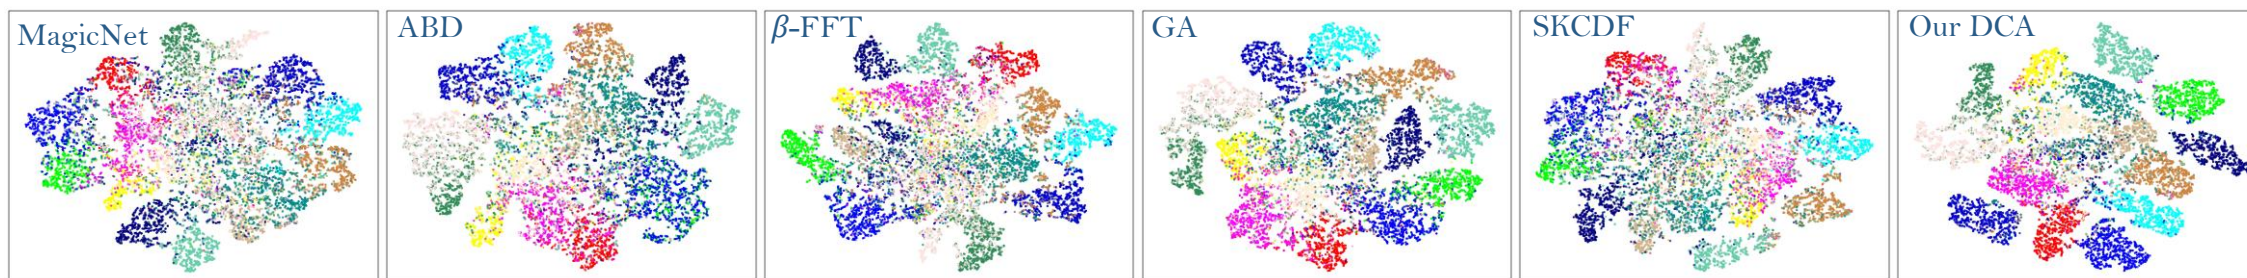 MagicNet
ABD
β-FFT
GA
SKCDF
Our DCA